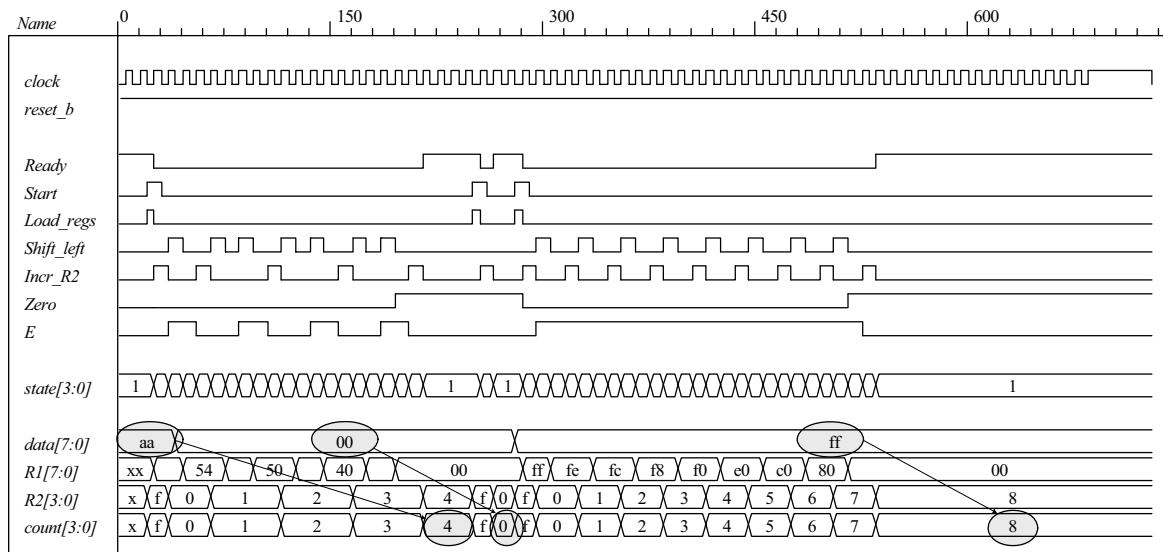 Name 0 150 300 450 600
clock
reset_b
Ready
Start
Load_regs
Shift_left
Incr_R2
Zero
E
state[3:0] 1 1 1 1
data[7:0] aa 00 ff
R1[7:0] xx 54 50 40 00 ff fe fc f8 f0 e0 c0 80 00
R2[3:0] x f 0 1 2 3 4 f 0 f 0 1 2 3 4 5 6 7 8
count[3:0] x f 0 1 2 3 4 f 0 f 0 1 2 3 4 5 6 7 8